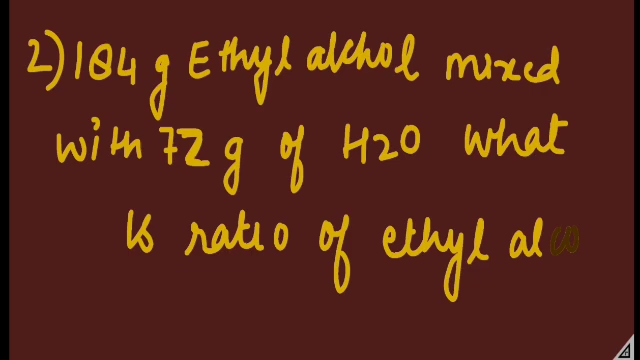 2) 184 g Ethyl alchol mixed
with 72 g of H2O what
is ratio of ethyl al